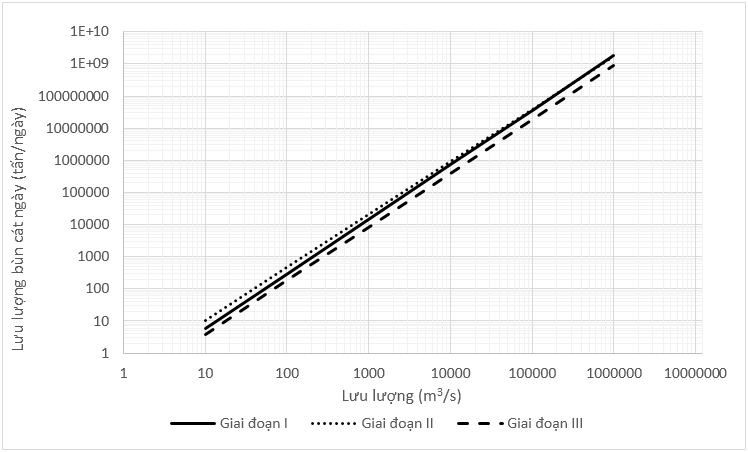 Lưu lượng bùn cát ngày (tấn/ngày)
1E+10
1E+09
100000000
10000000
1000000
100000
10000
1000
100
10
1
1 10 100 1000 10000 100000 1000000 10000000
Lưu lượng (m³/s)
Giai đoạn I Giai đoạn II Giai đoạn III